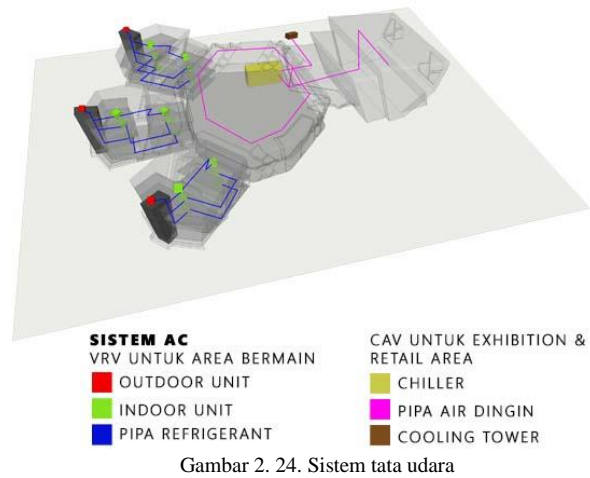 SISTEM AC
VRV UNTUK AREA BERMAIN
OUTDOOR UNIT
INDOOR UNIT
PIPA REFRIGERANT
CAV UNTUK EXHIBITION &
RETAIL AREA
CHILLER
PIPA AIR DINGIN
COOLING TOWER
Gambar 2. 24. Sistem tata udara